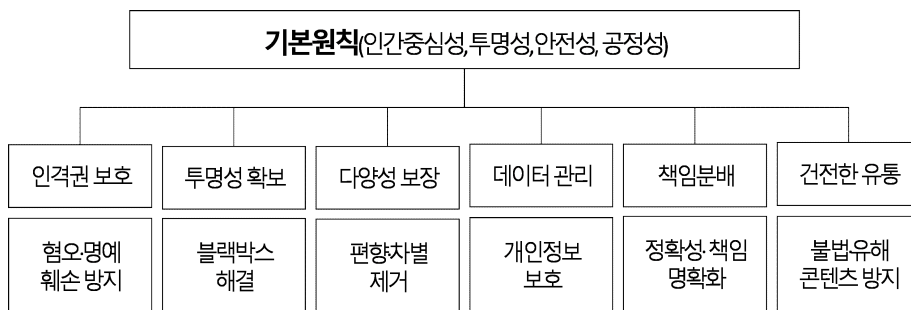 기본원칙(인간중심성,투명성,안전성, 공정성)
인격권 보호
투명성 확보
다양성 보장
데이터 관리
책임분배
건전한 유통
혐오·명예
훼손 방지
블랙박스
해결
편향·차별
제거
개인정보
보호
정확성· 책임
명확화
불법·유해
콘텐츠 방지